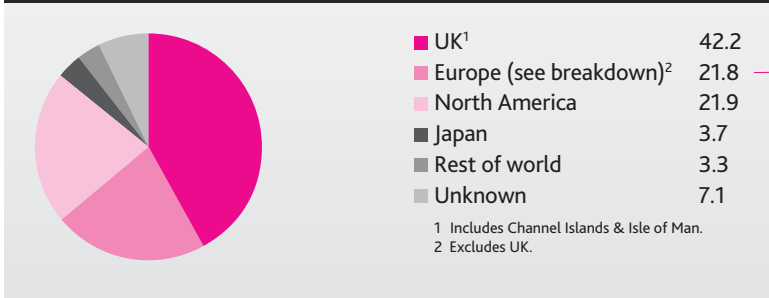 UK¹ 42.2
Europe (see breakdown)² 21.8
North America 21.9
Japan 3.7
Rest of world 3.3
Unknown 7.1
1 Includes Channel Islands & Isle of Man.
2 Excludes UK.